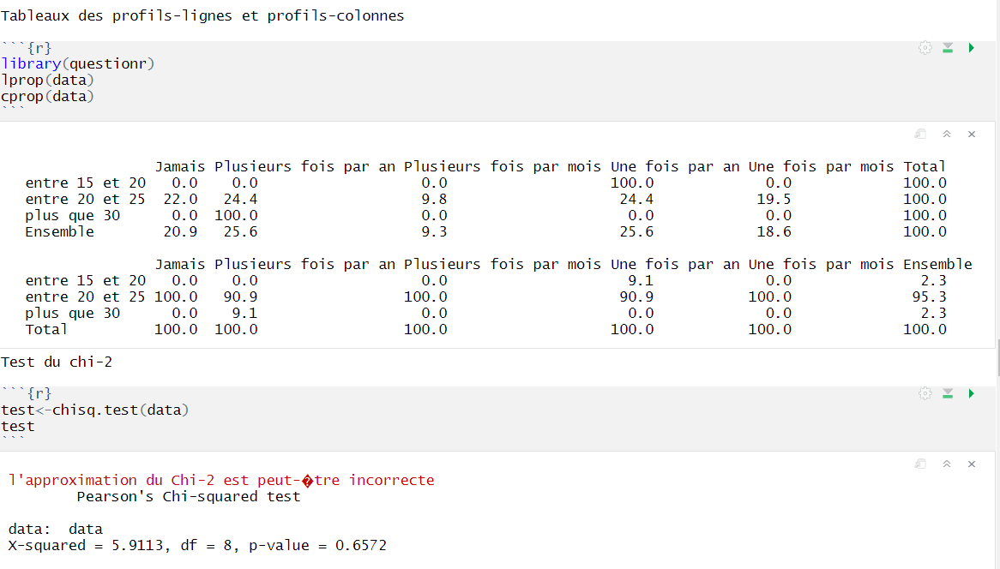 Tableaux des profils-lignes et profils-colonnes
```{r}
library(questionr)
lprop(data)
cprop(data)
```
Jamais Plusieurs fois par an Plusieurs fois par mois Une fois par an Une fois par mois Total
entre 15 et 20 0.0 0.0 0.0 100.0 0.0 100.0
entre 20 et 25 22.0 24.4 9.8 24.4 19.5 100.0
plus que 30 0.0 100.0 0.0 0.0 0.0 100.0
Ensemble 20.9 25.6 9.3 25.6 18.6 100.0
Jamais Plusieurs fois par an Plusieurs fois par mois Une fois par an Une fois par mois Ensemble
entre 15 et 20 0.0 0.0 0.0 9.1 0.0 2.3
entre 20 et 25 100.0 90.9 100.0 90.9 100.0 95.3
plus que 30 0.0 9.1 0.0 0.0 0.0 2.3
Total 100.0 100.0 100.0 100.0 100.0 100.0
Test du chi-2
```{r}
test<-chisq.test(data)
test
```
l'approximation du Chi-2 est peut-�tre incorrecte
Pearson's Chi-squared test
data: data
X-squared = 5.9113, df = 8, p-value = 0.6572